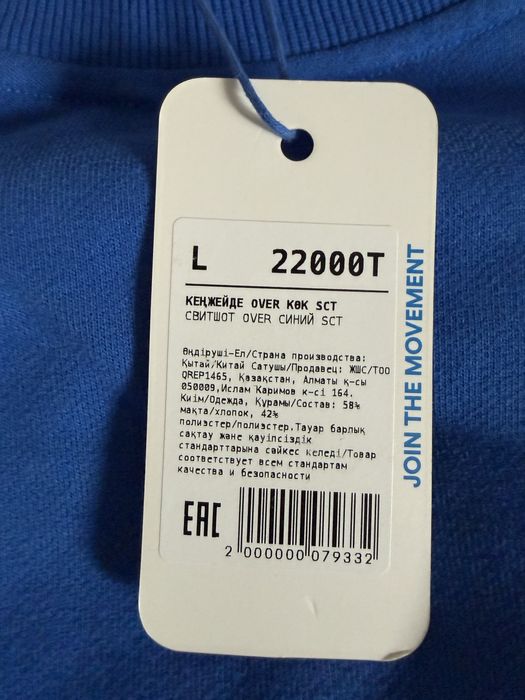 L 22000Т
КЕҢЖЕЙДЕ OVER КӨК SCT
СВИТШОТ OVER СИНИЙ SCT
Өндіруші-Ел/Страна производства:
Қытай/Китай Сатушы/Продавец: ЖШС/ТОО
QREP1465, Қазақстан, Алматы қ-сы
050009,Ислам Каримов к-сі 164.
Киім/Одежда, Құрамы/Состав: 58%
мақта/хлопок, 42%
полиэстер/полиэстер.Тауар барлық
сақтау және қауіпсіздік
стандарттарына сәйкес келеді/Товар
соответствует всем стандартам
качества и безопасности
EAC
2 000000 079332
JOIN THE MOVEMENT